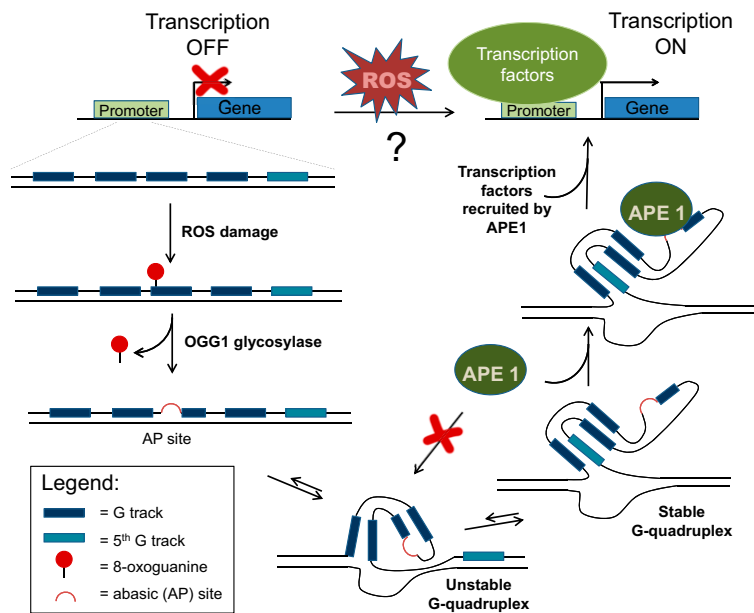 Transcription
OFF
Promoter
Gene
ROS
?
Transcription
factors
Promoter
Transcription
ON
Gene
ROS damage
OGG1 glycosylase
AP site
Transcription
factors
recruited by
APE1
APE 1
APE 1
Stable
G-quadruplex
Unstable
G-quadruplex
Legend:
= G track
= 5th G track
= 8-oxoguanine
= abasic (AP) site